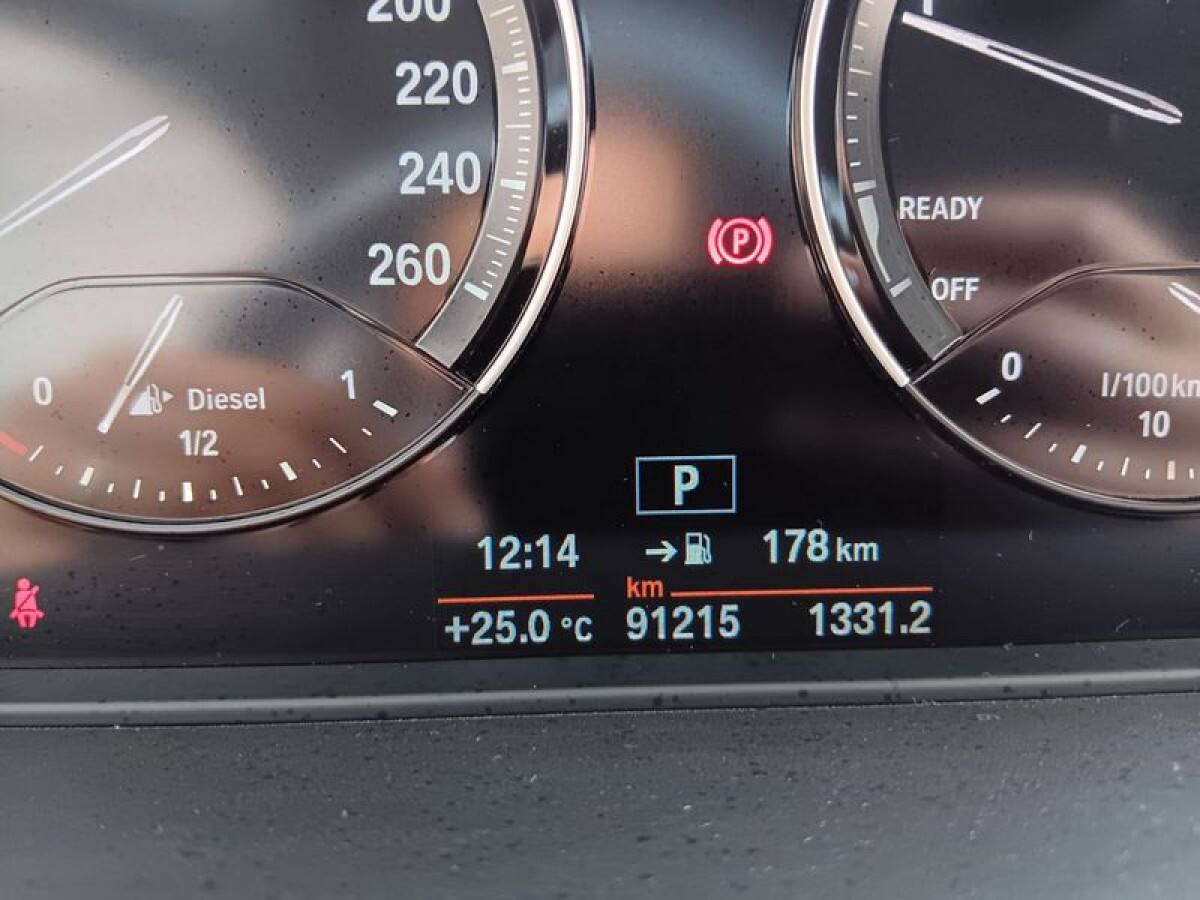 200
220
240
260
0 Diesel 1
1/2
(P)
READY
OFF
0 l/100km
10
P
12:14 178 km
km
+25.0 °C 91215 1331.2